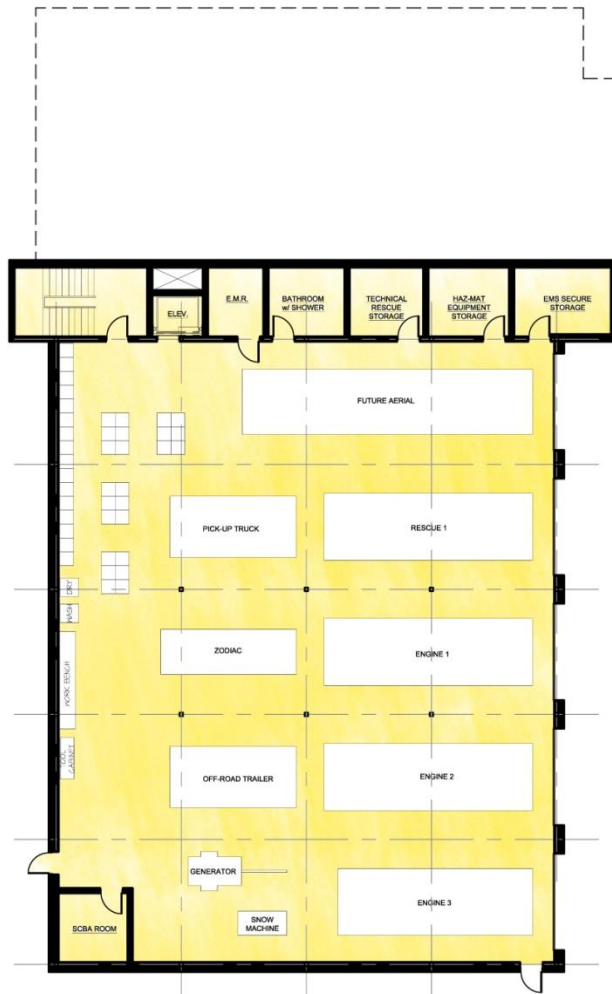 ELEV.
E.M.R.
BATHROOM
w/ SHOWER
TECHNICAL
RESCUE
STORAGE
HAZ-MAT
EQUIPMENT
STORAGE
EMS SECURE
STORAGE
FUTURE AERIAL
PICK-UP TRUCK
RESCUE 1
DRY
WASH
ZODIAC
ENGINE 1
WORK BENCH
TOOL
CABINET
OFF-ROAD TRAILER
ENGINE 2
GENERATOR
ENGINE 3
SNOW
MACHINE
SCBA ROOM